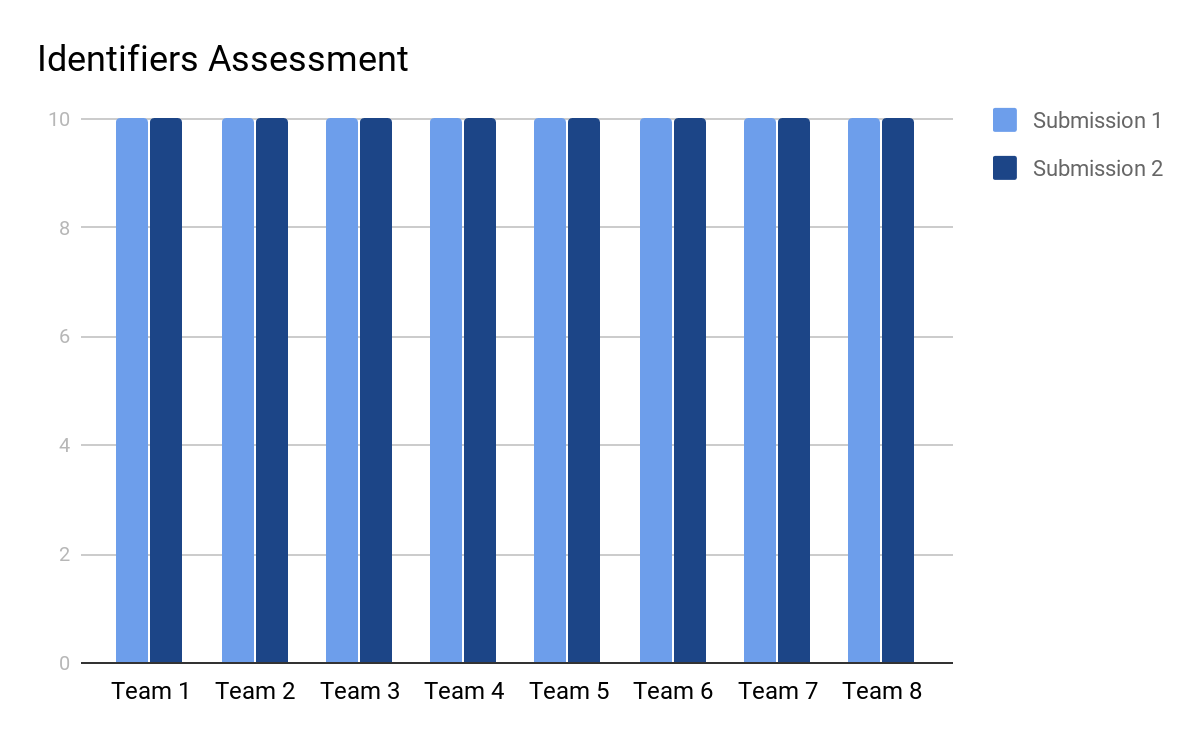 Identifiers Assessment
10
8
6
4
2
0
Team 1 Team 2 Team 3 Team 4 Team 5 Team 6 Team 7 Team 8
Submission 1
Submission 2